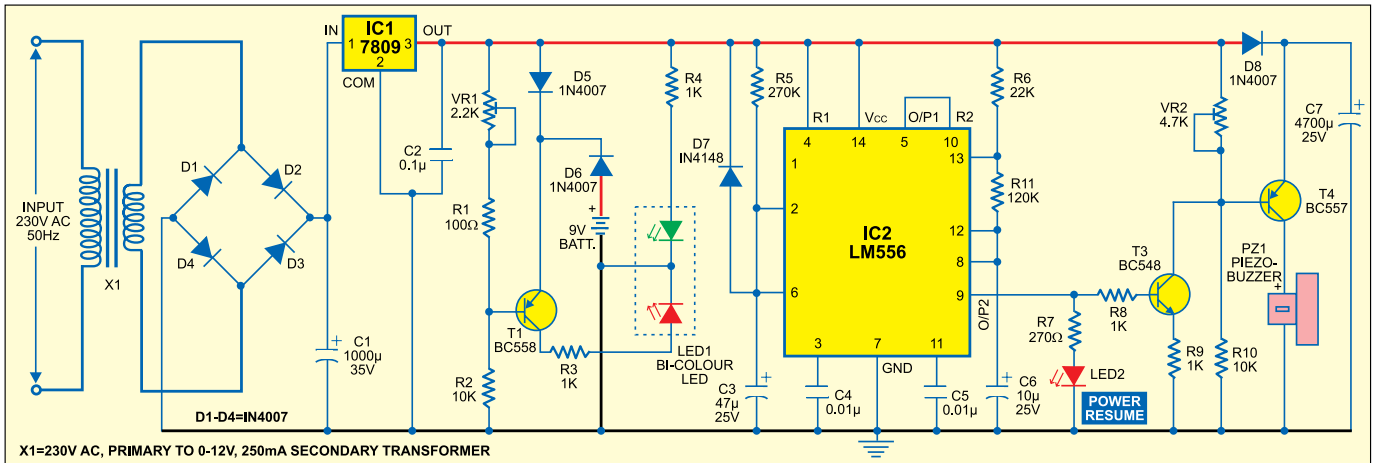 INPUT
230V AC
50Hz
X1
D1
D2
D4
D3
D1-D4=IN4007
C1
1000µ
35V
IN
IC1
OUT
1
7809
3
2
COM
C2
0.1µ
VR1
2.2K
R1
100Ω
R2
10K
D5
1N4007
D6
1N4007
+
9V
BATT.
T1
BC558
R3
1K
R4
1K
LED1
BI-COLOUR
LED
D7
IN4148
R5
270K
C3
47µ
25V
R1
Vcc
O/P1
R2
4
14
5
10
1
13
2
12
8
6
9
IC2
LM556
3
7
11
GND
O/P2
C4
0.01µ
C5
0.01µ
R6
22K
R11
120K
C6
10µ
25V
R7
270Ω
LED2
POWER
RESUME
R8
1K
T3
BC548
R9
1K
R10
10K
VR2
4.7K
D8
1N4007
C7
4700µ
25V
T4
BC557
PZ1
PIEZO-
BUZZER
+
X1=230V AC, PRIMARY TO 0-12V, 250mA SECONDARY TRANSFORMER